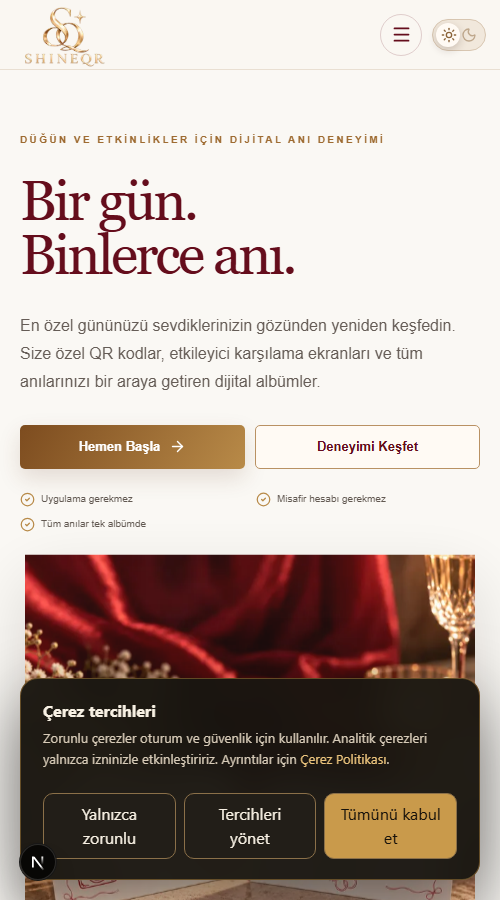 SHINEQR
DÜĞÜN VE ETKİNLİKLER İÇİN DİJİTAL ANI DENEYİMİ
Bir gün.
Binlerce anı.
En özel gününüzü sevdiklerinizin gözünden yeniden keşfedin.
Size özel QR kodlar, etkileyici karşılama ekranları ve tüm
anılarınızı bir araya getiren dijital albümler.
Hemen Başla
Deneyimi Keşfet
Uygulama gerekmez
Misafir hesabı gerekmez
Tüm anılar tek albümde
Çerez tercihleri
Zorunlu çerezler oturum ve güvenlik için kullanılır. Analitik çerezleri
yalnızca izninizle etkinleştiririz. Ayrıntılar için Çerez Politikası.
Yalnızca
zorunlu
Tercihleri
yönet
Tümünü kabul
et
N